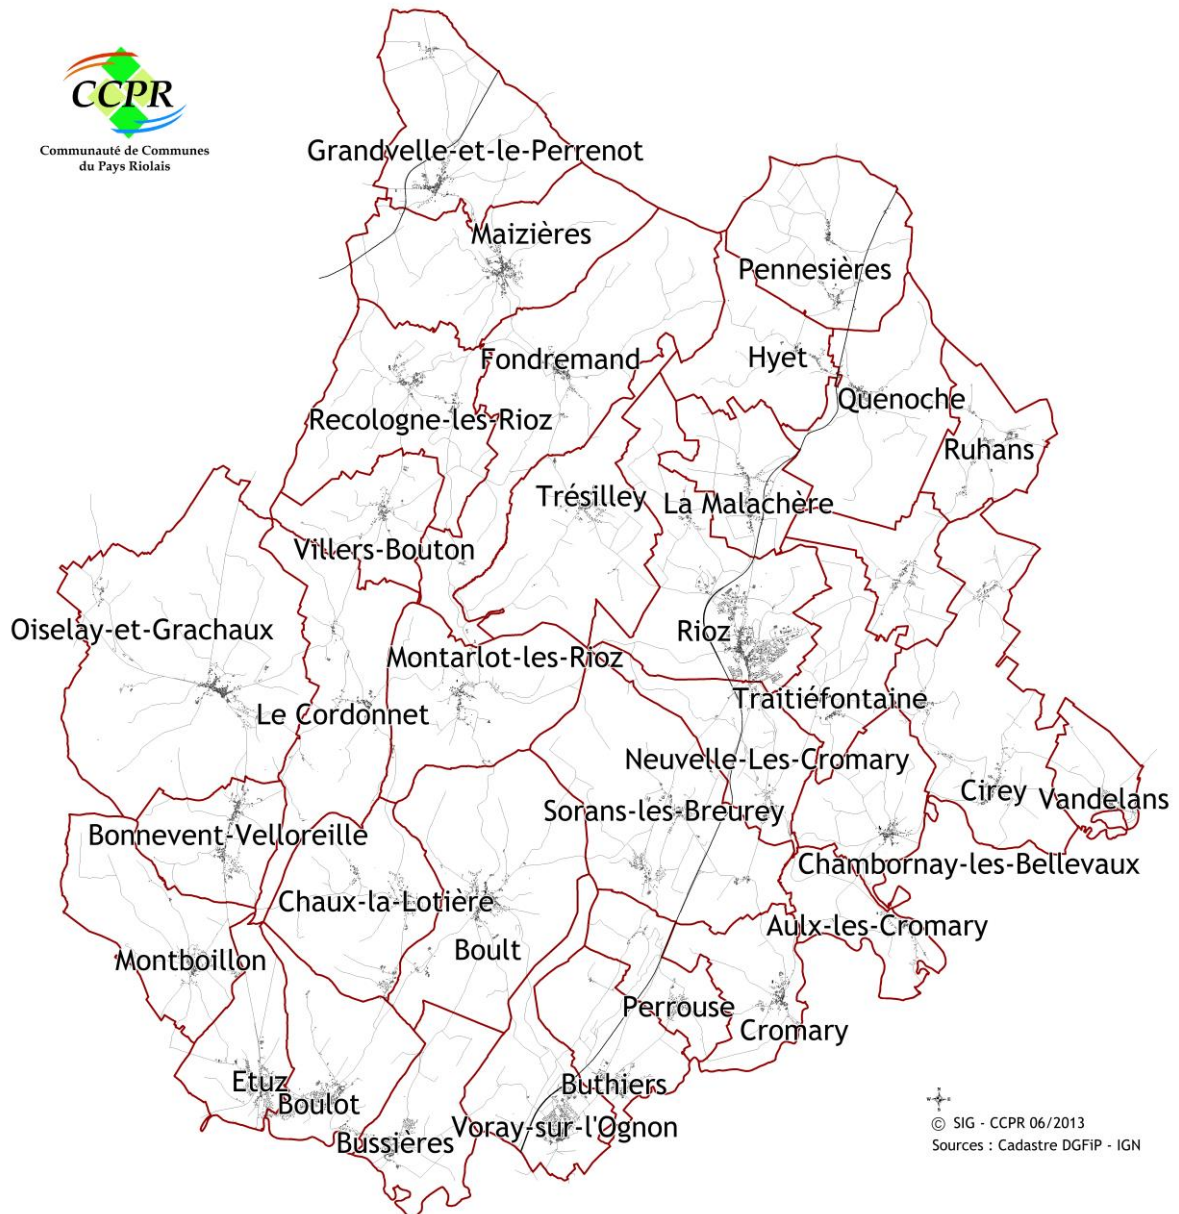 CCPR
Communauté de Communes
du Pays Riolais
Grandvelle-et-le-Perrenot
Maizières
Pennesières
Fondremand
Hyet
Quenoche
Recologne-les-Rioz
Ruhans
Trésilley
La Malachère
Villers-Bouton
Oiselay-et-Grachaux
Rioz
Montarlot-les-Rioz
Traitiéfontaine
Le Cordonnet
Neuvelle-Les-Cromary
Cirey
Vandelans
Sorans-les-Breurey
Bonnevent-Velloreille
Chambornay-les-Bellevaux
Chaux-la-Lotière
Aulx-les-Cromary
Boult
Montboillon
Perrouse
Cromary
Etuz
Buthiers
Boulot
Voray-sur-l'Ognon
Bussières
© SIG - CCPR 06/2013
Sources : Cadastre DGFiP - IGN